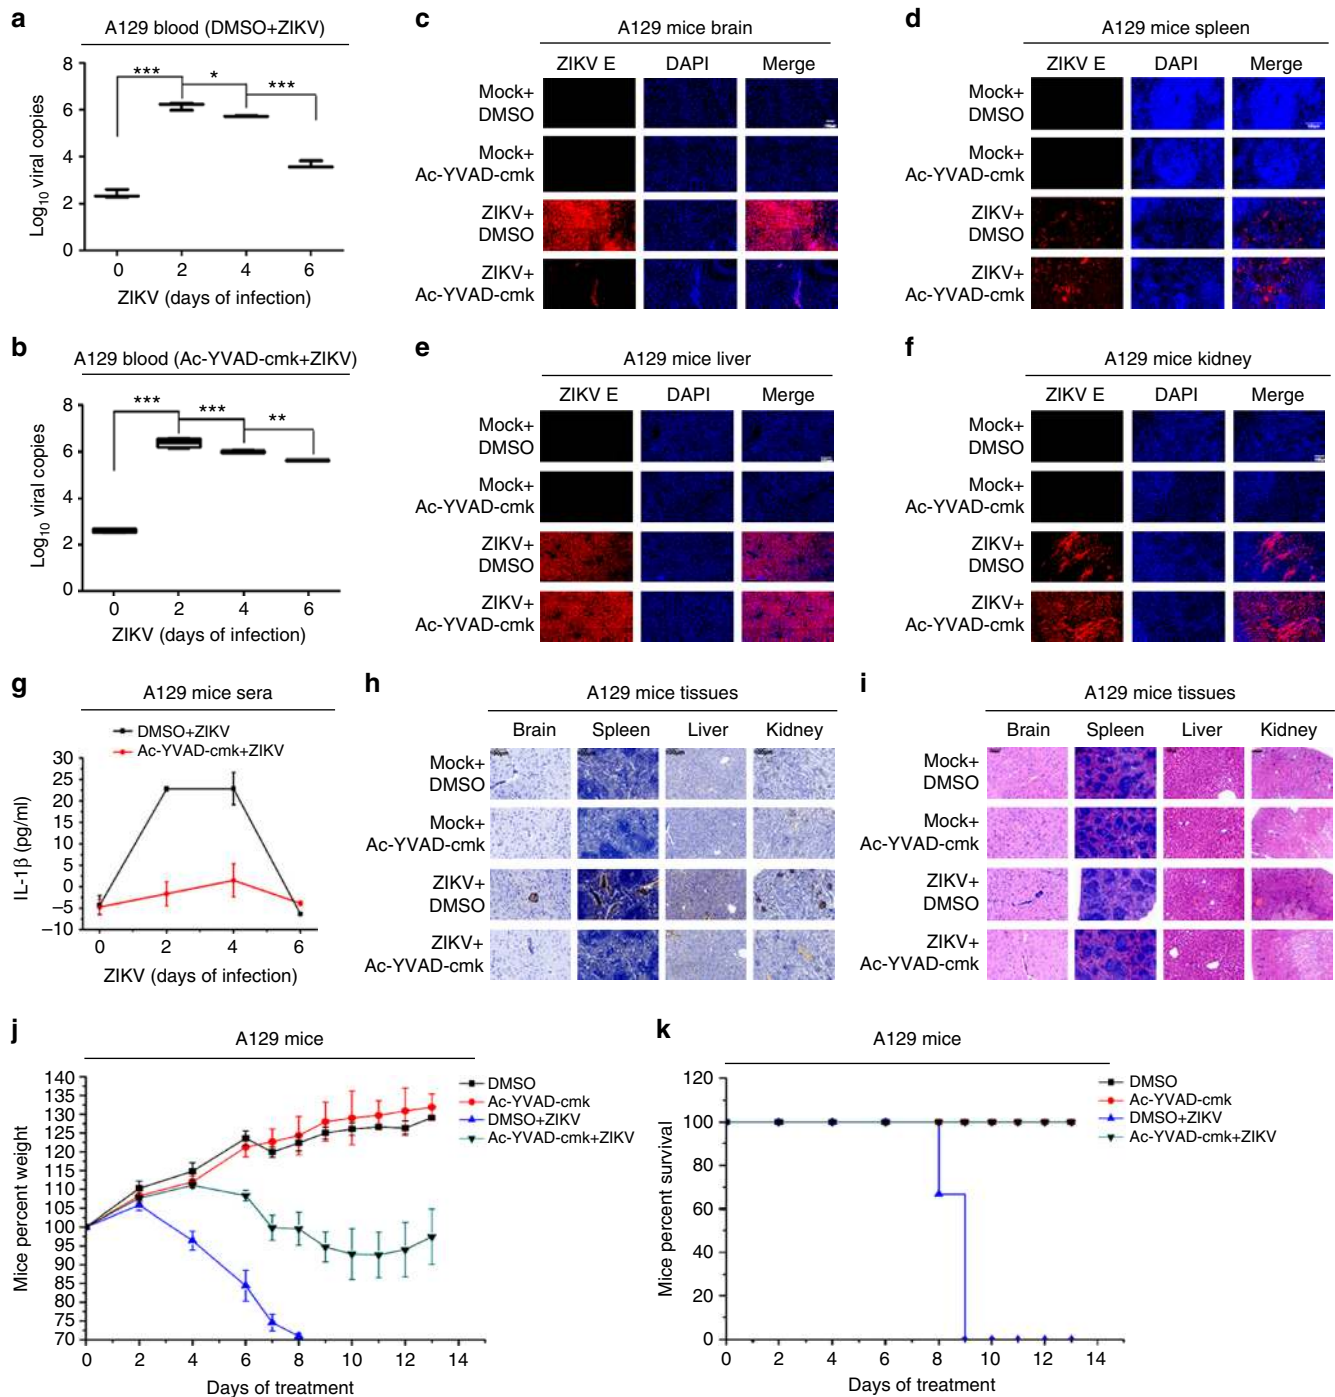 a
A129 blood (DMSO+ZIKV)
*** * ***
Log10 viral copies
8
6
4
2
0
0 2 4 6
ZIKV (days of infection)
b
A129 blood (Ac-YVAD-cmk+ZIKV)
*** *** **
Log10 viral copies
8
6
4
2
0
0 2 4 6
ZIKV (days of infection)
c
A129 mice brain
ZIKV E DAPI Merge
Mock+
DMSO
Mock+
Ac-YVAD-cmk
ZIKV+
DMSO
ZIKV+
Ac-YVAD-cmk
d
A129 mice spleen
ZIKV E DAPI Merge
Mock+
DMSO
Mock+
Ac-YVAD-cmk
ZIKV+
DMSO
ZIKV+
Ac-YVAD-cmk
e
A129 mice liver
ZIKV E DAPI Merge
Mock+
DMSO
Mock+
Ac-YVAD-cmk
ZIKV+
DMSO
ZIKV+
Ac-YVAD-cmk
f
A129 mice kidney
ZIKV E DAPI Merge
Mock+
DMSO
Mock+
Ac-YVAD-cmk
ZIKV+
DMSO
ZIKV+
Ac-YVAD-cmk
g
A129 mice sera
DMSO+ZIKV
Ac-YVAD-cmk+ZIKV
IL-1β (pg/ml)
30
25
20
15
10
5
0
−5
−10
0 2 4 6
ZIKV (days of infection)
h
A129 mice tissues
Brain Spleen Liver Kidney
Mock+
DMSO
Mock+
Ac-YVAD-cmk
ZIKV+
DMSO
ZIKV+
Ac-YVAD-cmk
i
A129 mice tissues
Brain Spleen Liver Kidney
Mock+
DMSO
Mock+
Ac-YVAD-cmk
ZIKV+
DMSO
ZIKV+
Ac-YVAD-cmk
j
A129 mice
DMSO
Ac-YVAD-cmk
DMSO+ZIKV
Ac-YVAD-cmk+ZIKV
Mice percent weight
140
135
130
125
120
115
110
105
100
95
90
85
80
75
70
0 2 4 6 8 10 12 14
Days of treatment
k
A129 mice
DMSO
Ac-YVAD-cmk
DMSO+ZIKV
Ac-YVAD-cmk+ZIKV
Mice percent survival
120
100
80
60
40
20
0
0 2 4 6 8 10 12 14
Days of treatment